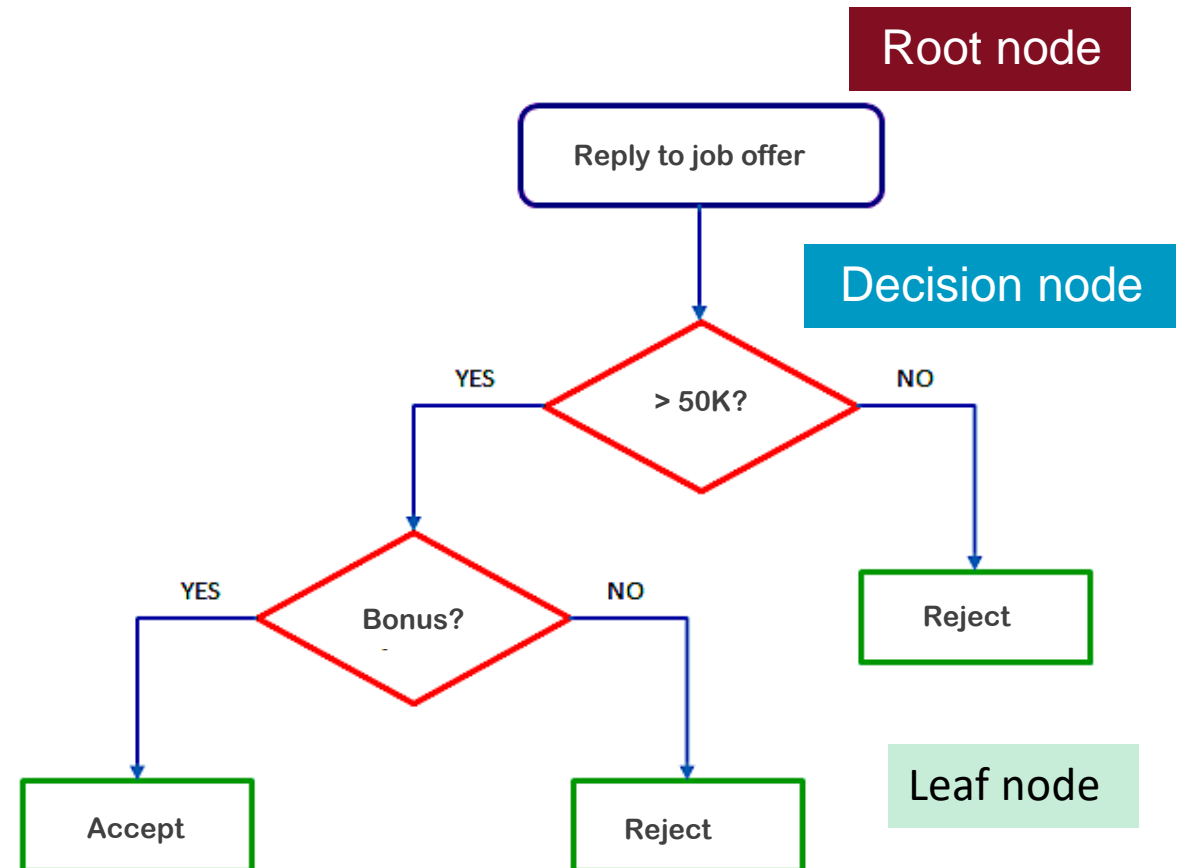 Root node
Reply to job offer
Decision node
YES
NO
> 50K?
YES
NO
Bonus?
Reject
Leaf node
Accept
Reject